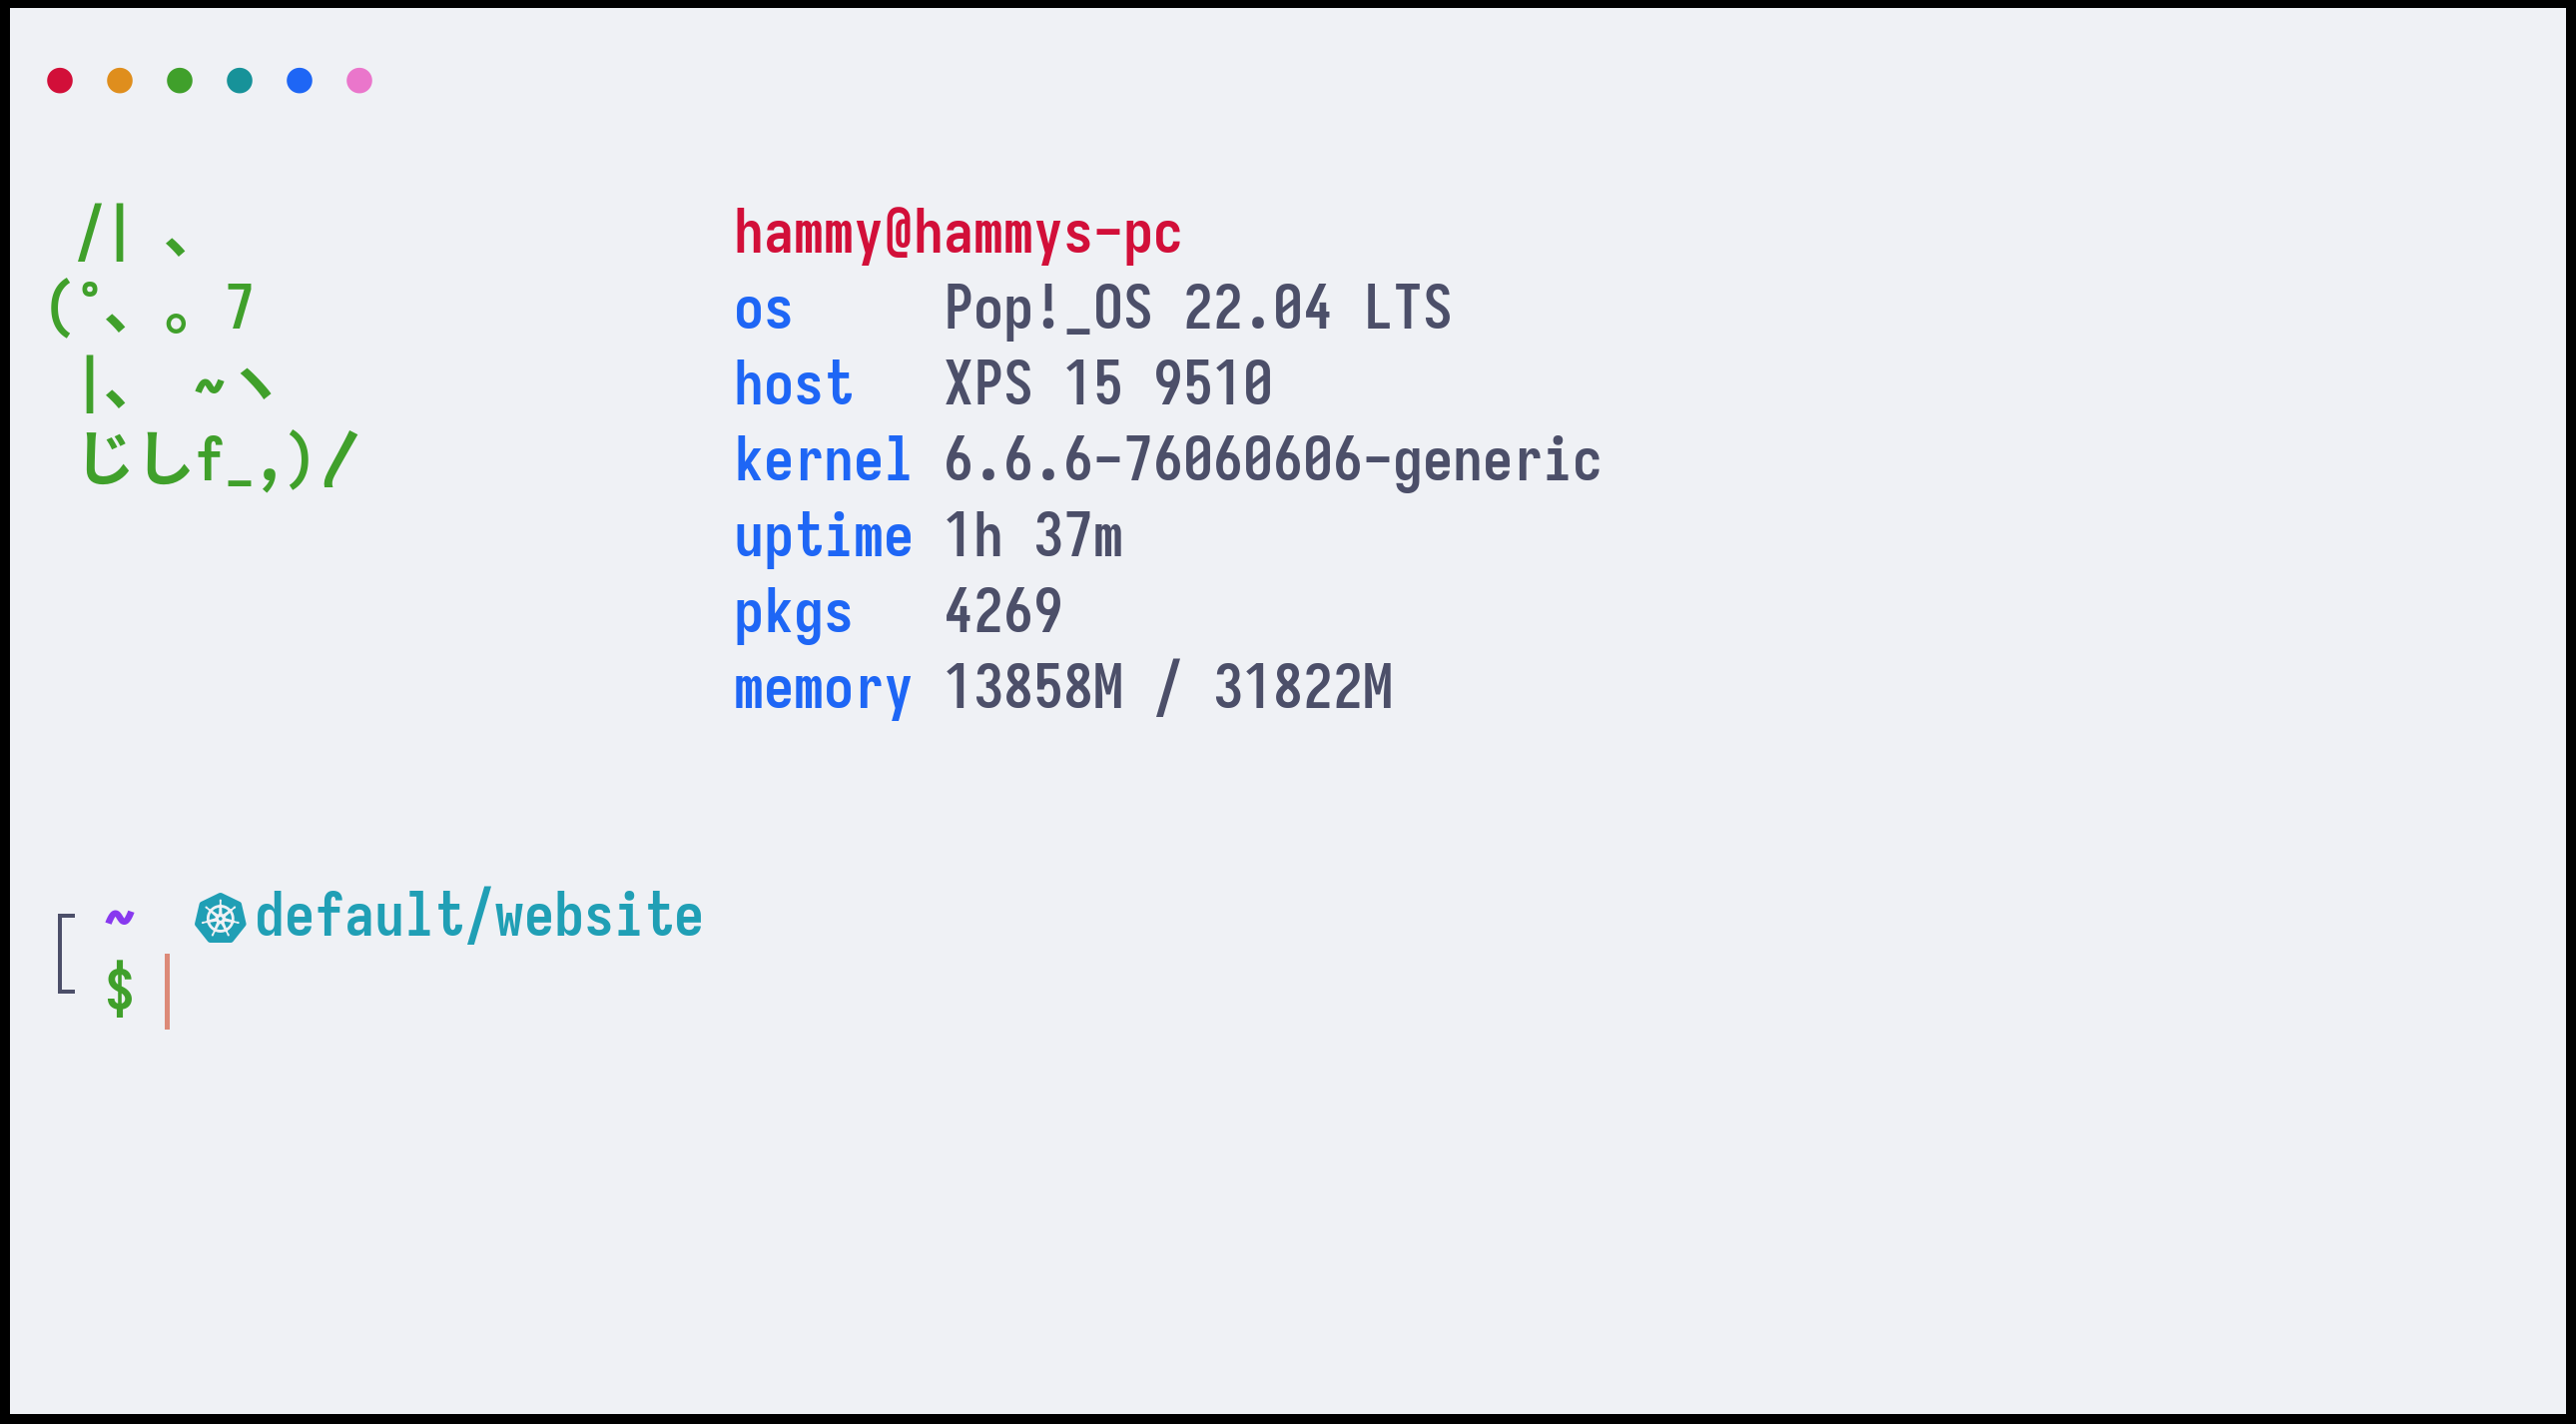 /| 、
hammy@hammys-pc
(°、 。7
os Pop!_OS 22.04 LTS
|、 ~ヽ
host XPS 15 9510
じしf_,)/
kernel 6.6.6-76060606-generic
uptime 1h 37m
pkgs 4269
memory 13858M / 31822M
~ default/website
$